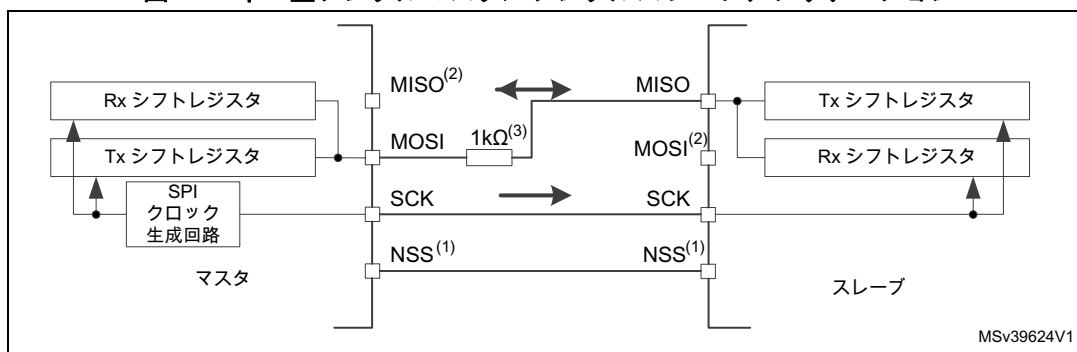 Rx シフトレジスタ
Tx シフトレジスタ
SPI
クロック
生成回路
マスタ
MISO(2)
MOSI
1kΩ(3)
SCK
NSS(1)
MISO
MOSI(2)
SCK
NSS(1)
Tx シフトレジスタ
Rx シフトレジスタ
スレーブ
MSv39624V1